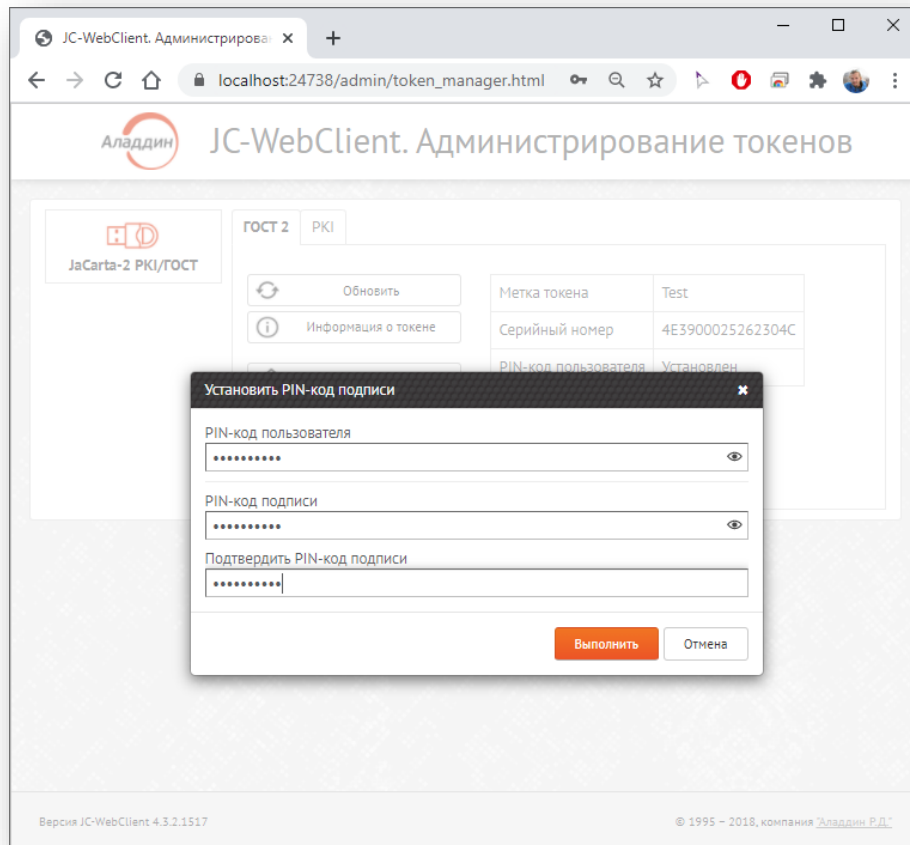 JC-WebClient. Администрирова
localhost:24738/admin/token_manager.html
Аладдин
JC-WebClient. Администрирование токенов
JaCarta-2 PKI/ГОСТ
ГОСТ 2 PKI
Обновить
Информация о токене
Метка токена Test
Серийный номер 4E3900025262304C
PIN-код пользователя Установлен
Установить PIN-код подписи
PIN-код пользователя
••••••••••
PIN-код подписи
••••••••••
Подтвердить PIN-код подписи
••••••••••
Выполнить Отмена
Версия JC-WebClient 4.3.2.1517
© 1995 – 2018, компания "Аладдин Р.Д."